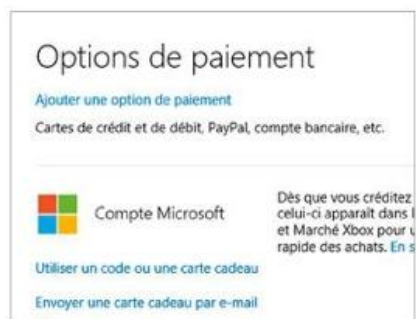 Options de paiement
Ajouter une option de paiement
Cartes de crédit et de débit, PayPal, compte bancaire, etc.
Compte Microsoft
Dès que vous créditez
celui-ci apparaît dans
et Marché Xbox pour
rapide des achats. En
Utiliser un code ou une carte cadeau
Envoyer une carte cadeau par e-mail